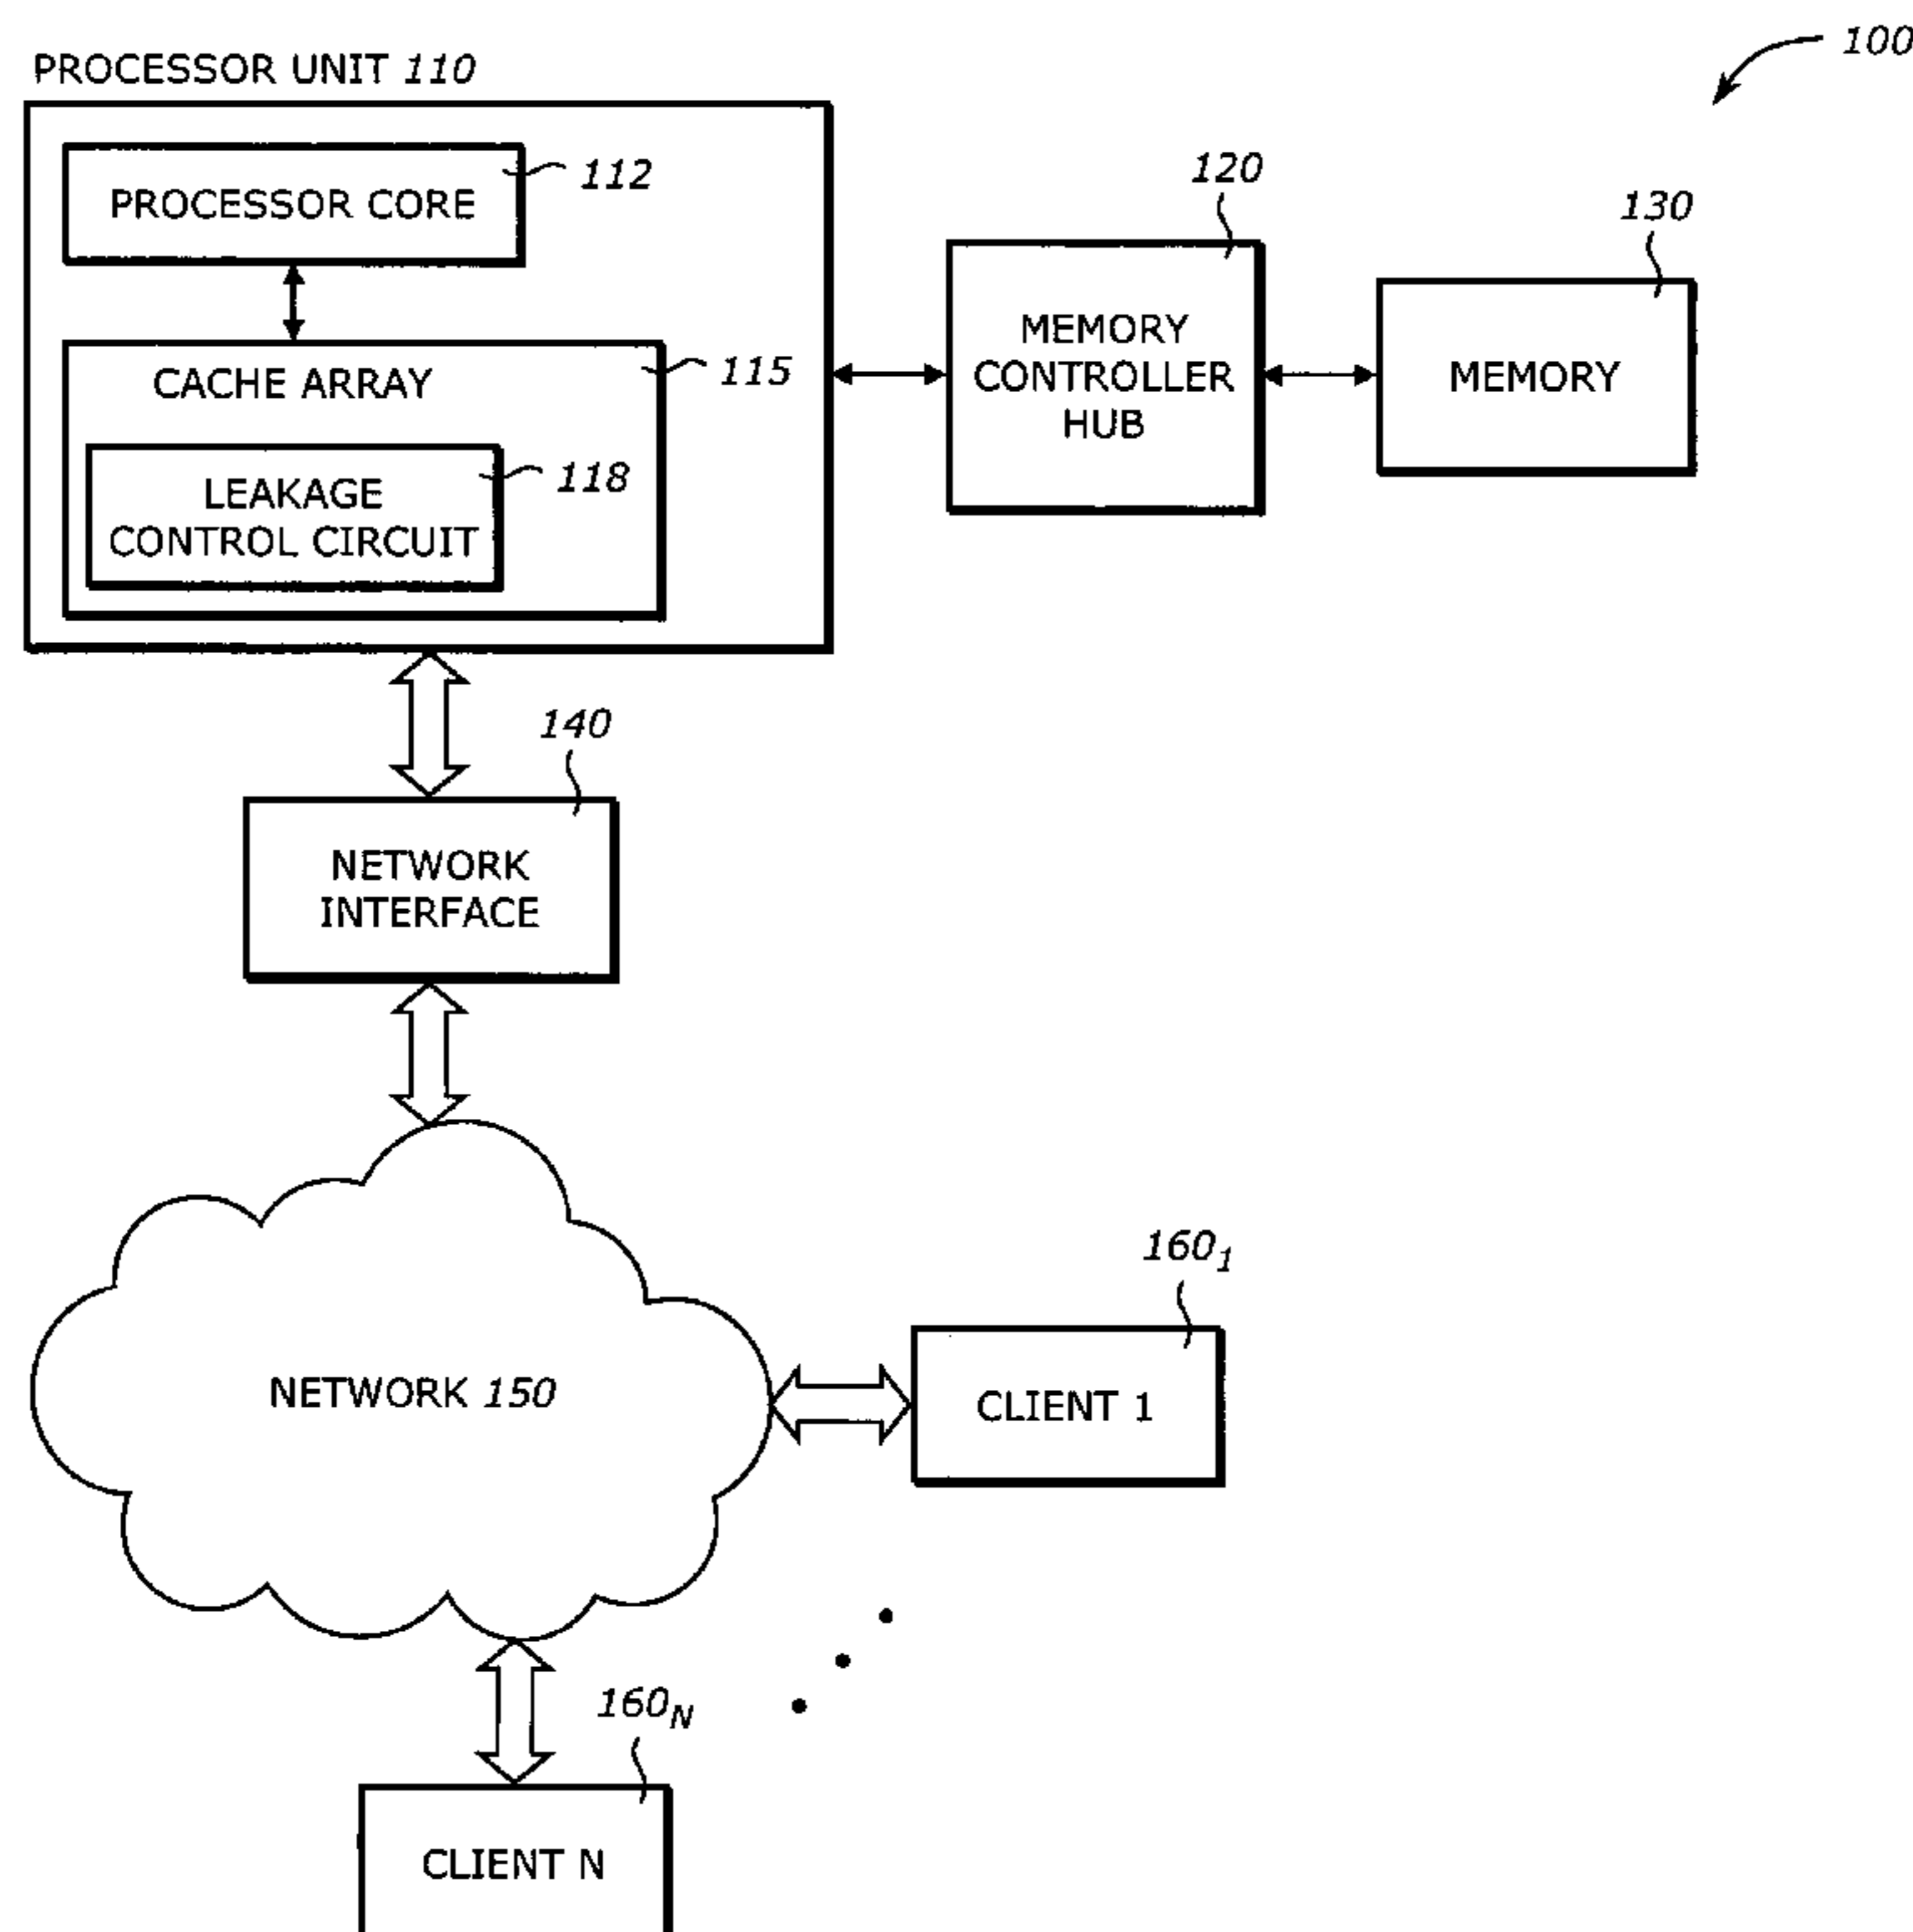 100
PROCESSOR UNIT 110
PROCESSOR CORE
112
CACHE ARRAY
115
LEAKAGE
CONTROL CIRCUIT
118
120
MEMORY
CONTROLLER
HUB
130
MEMORY
140
NETWORK
INTERFACE
NETWORK 150
160₁
CLIENT 1
160_N
CLIENT N